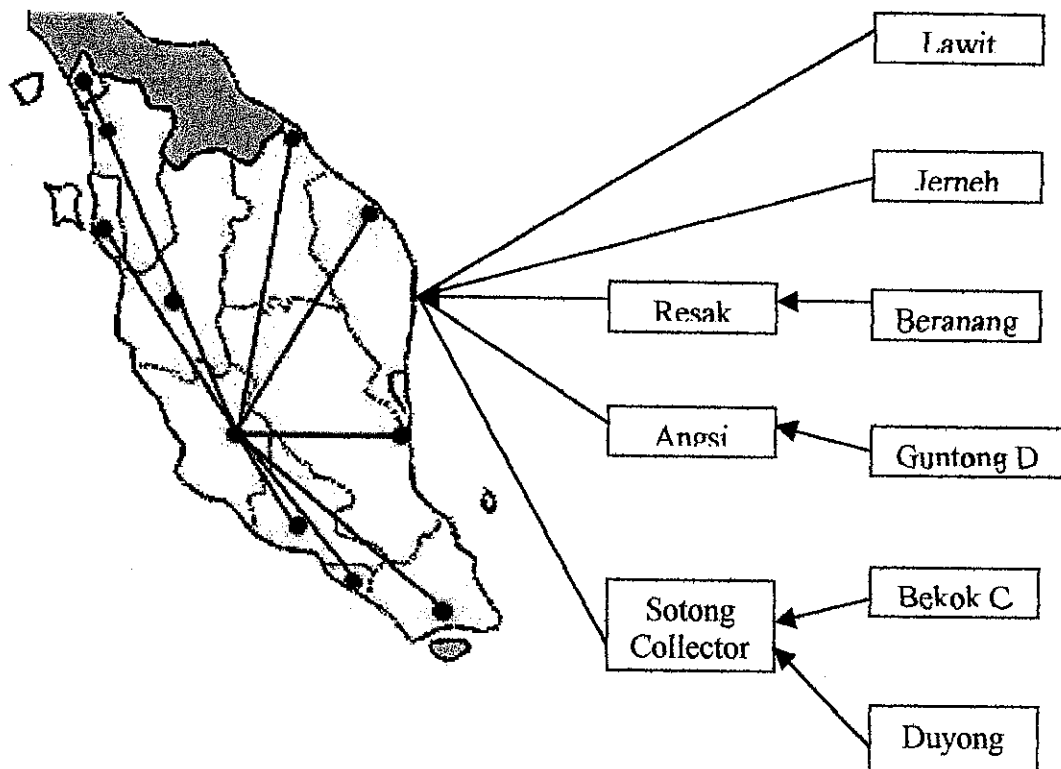 Lawit
Jerneh
Resak
Beranang
Angsi
Guntong D
Sotong
Collector
Bekok C
Duyong